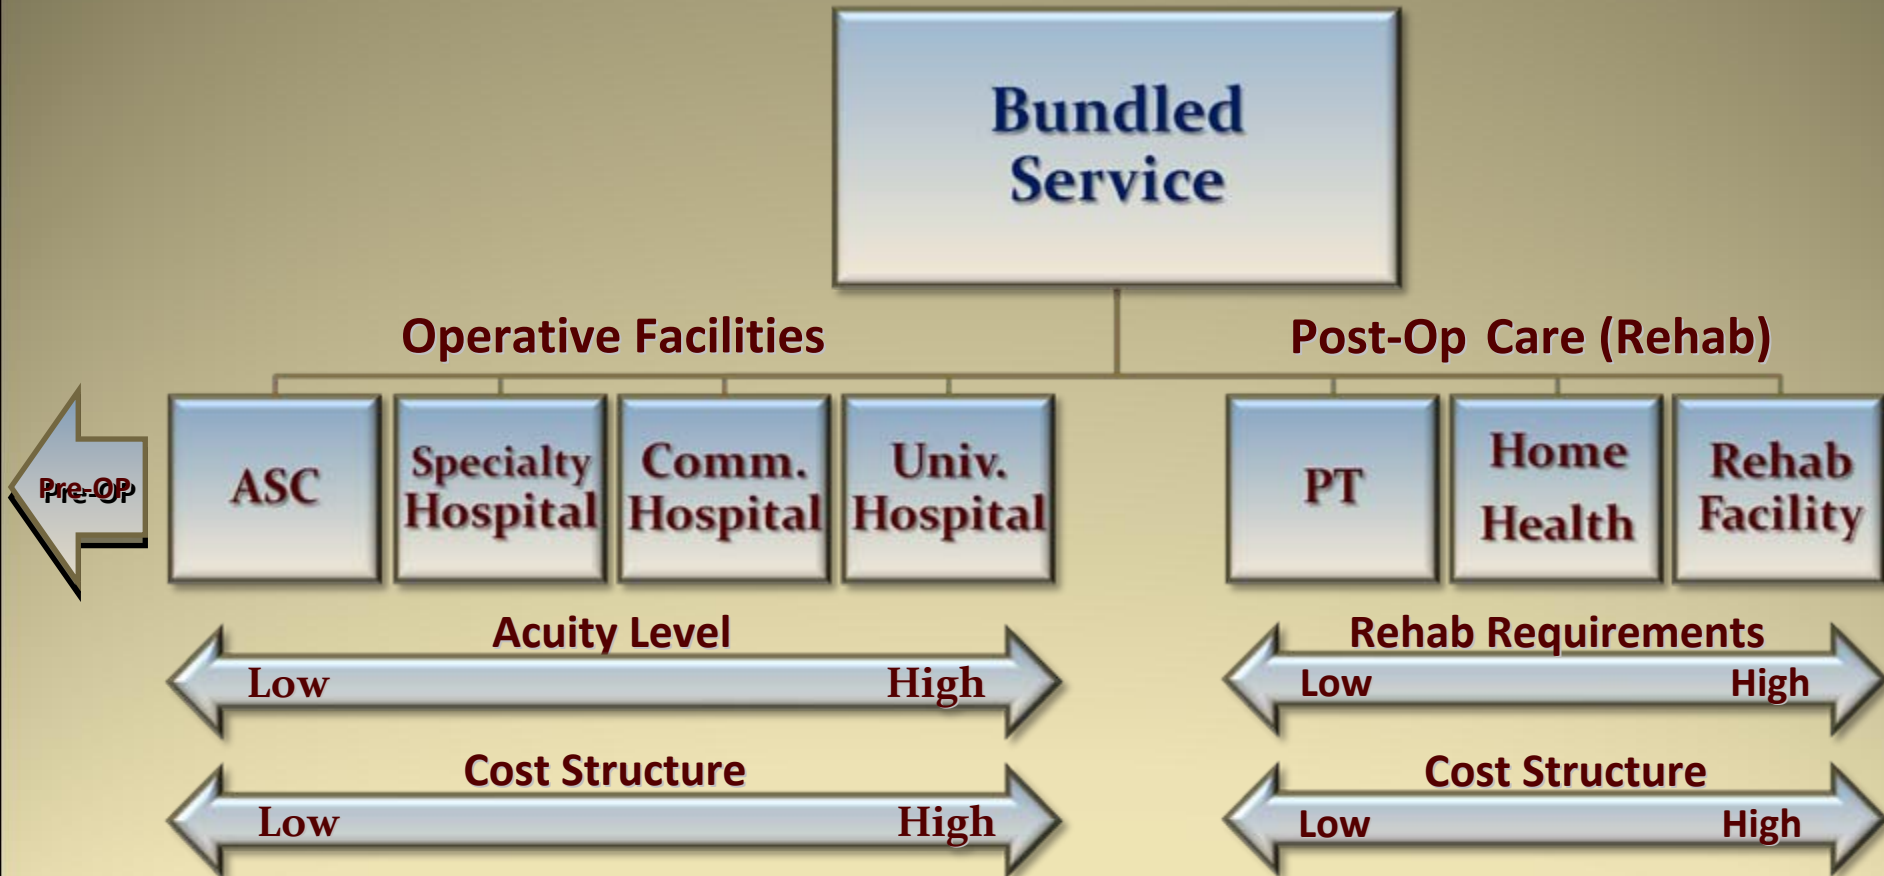 Bundled
Service
Operative Facilities
Post-Op Care (Rehab)
Pre-OP
ASC
Specialty
Hospital
Comm.
Hospital
Univ.
Hospital
PT
Home
Health
Rehab
Facility
Acuity Level
Low High
Rehab Requirements
Low High
Cost Structure
Low High
Cost Structure
Low High